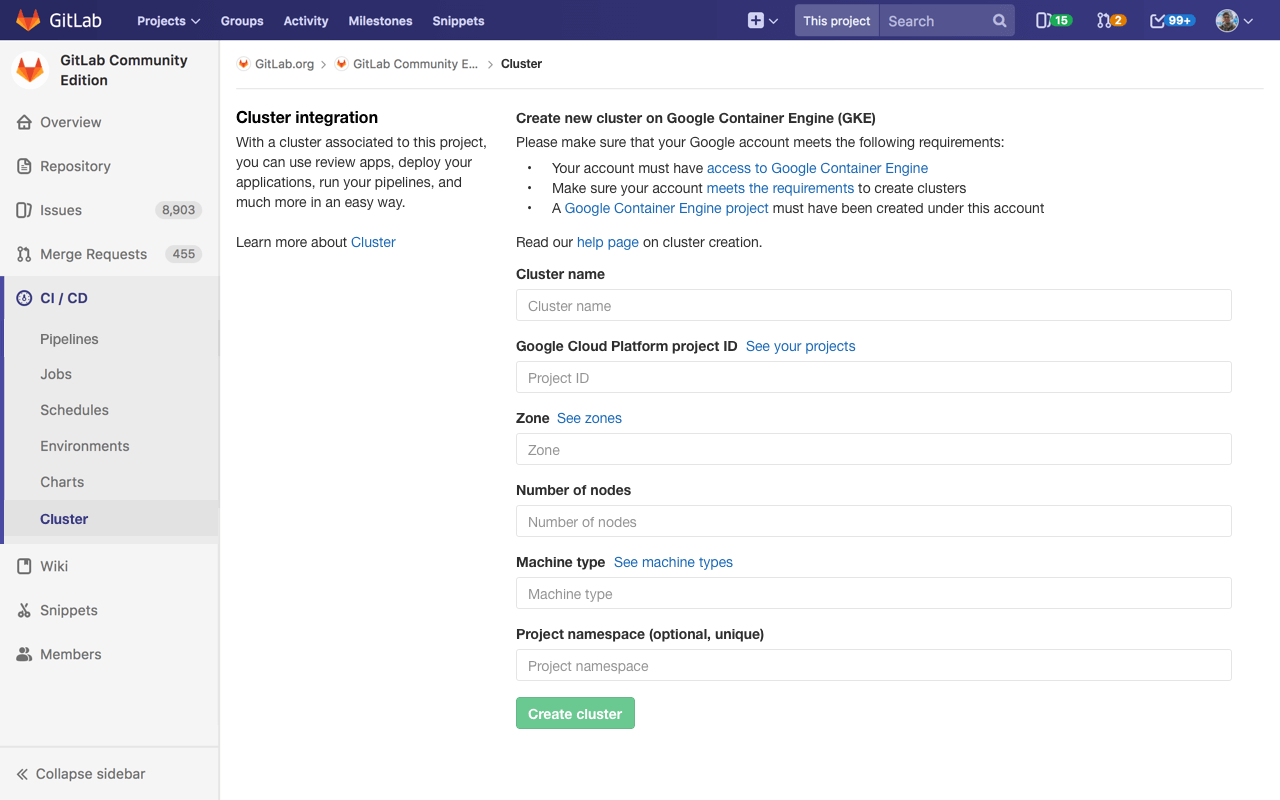 GitLab Projects Groups Activity Milestones Snippets This project Search 15 2 99+
GitLab Community
Edition
Overview
Repository
Issues 8,903
Merge Requests 455
CI / CD
Pipelines
Jobs
Schedules
Environments
Charts
Cluster
Wiki
Snippets
Members
Collapse sidebar
GitLab.org > GitLab Community E... > Cluster
Cluster integration
With a cluster associated to this project,
you can use review apps, deploy your
applications, run your pipelines, and
much more in an easy way.
Learn more about Cluster
Create new cluster on Google Container Engine (GKE)
Please make sure that your Google account meets the following requirements:
• Your account must have access to Google Container Engine
• Make sure your account meets the requirements to create clusters
• A Google Container Engine project must have been created under this account
Read our help page on cluster creation.
Cluster name
Cluster name
Google Cloud Platform project ID See your projects
Project ID
Zone See zones
Zone
Number of nodes
Number of nodes
Machine type See machine types
Machine type
Project namespace (optional, unique)
Project namespace
Create cluster